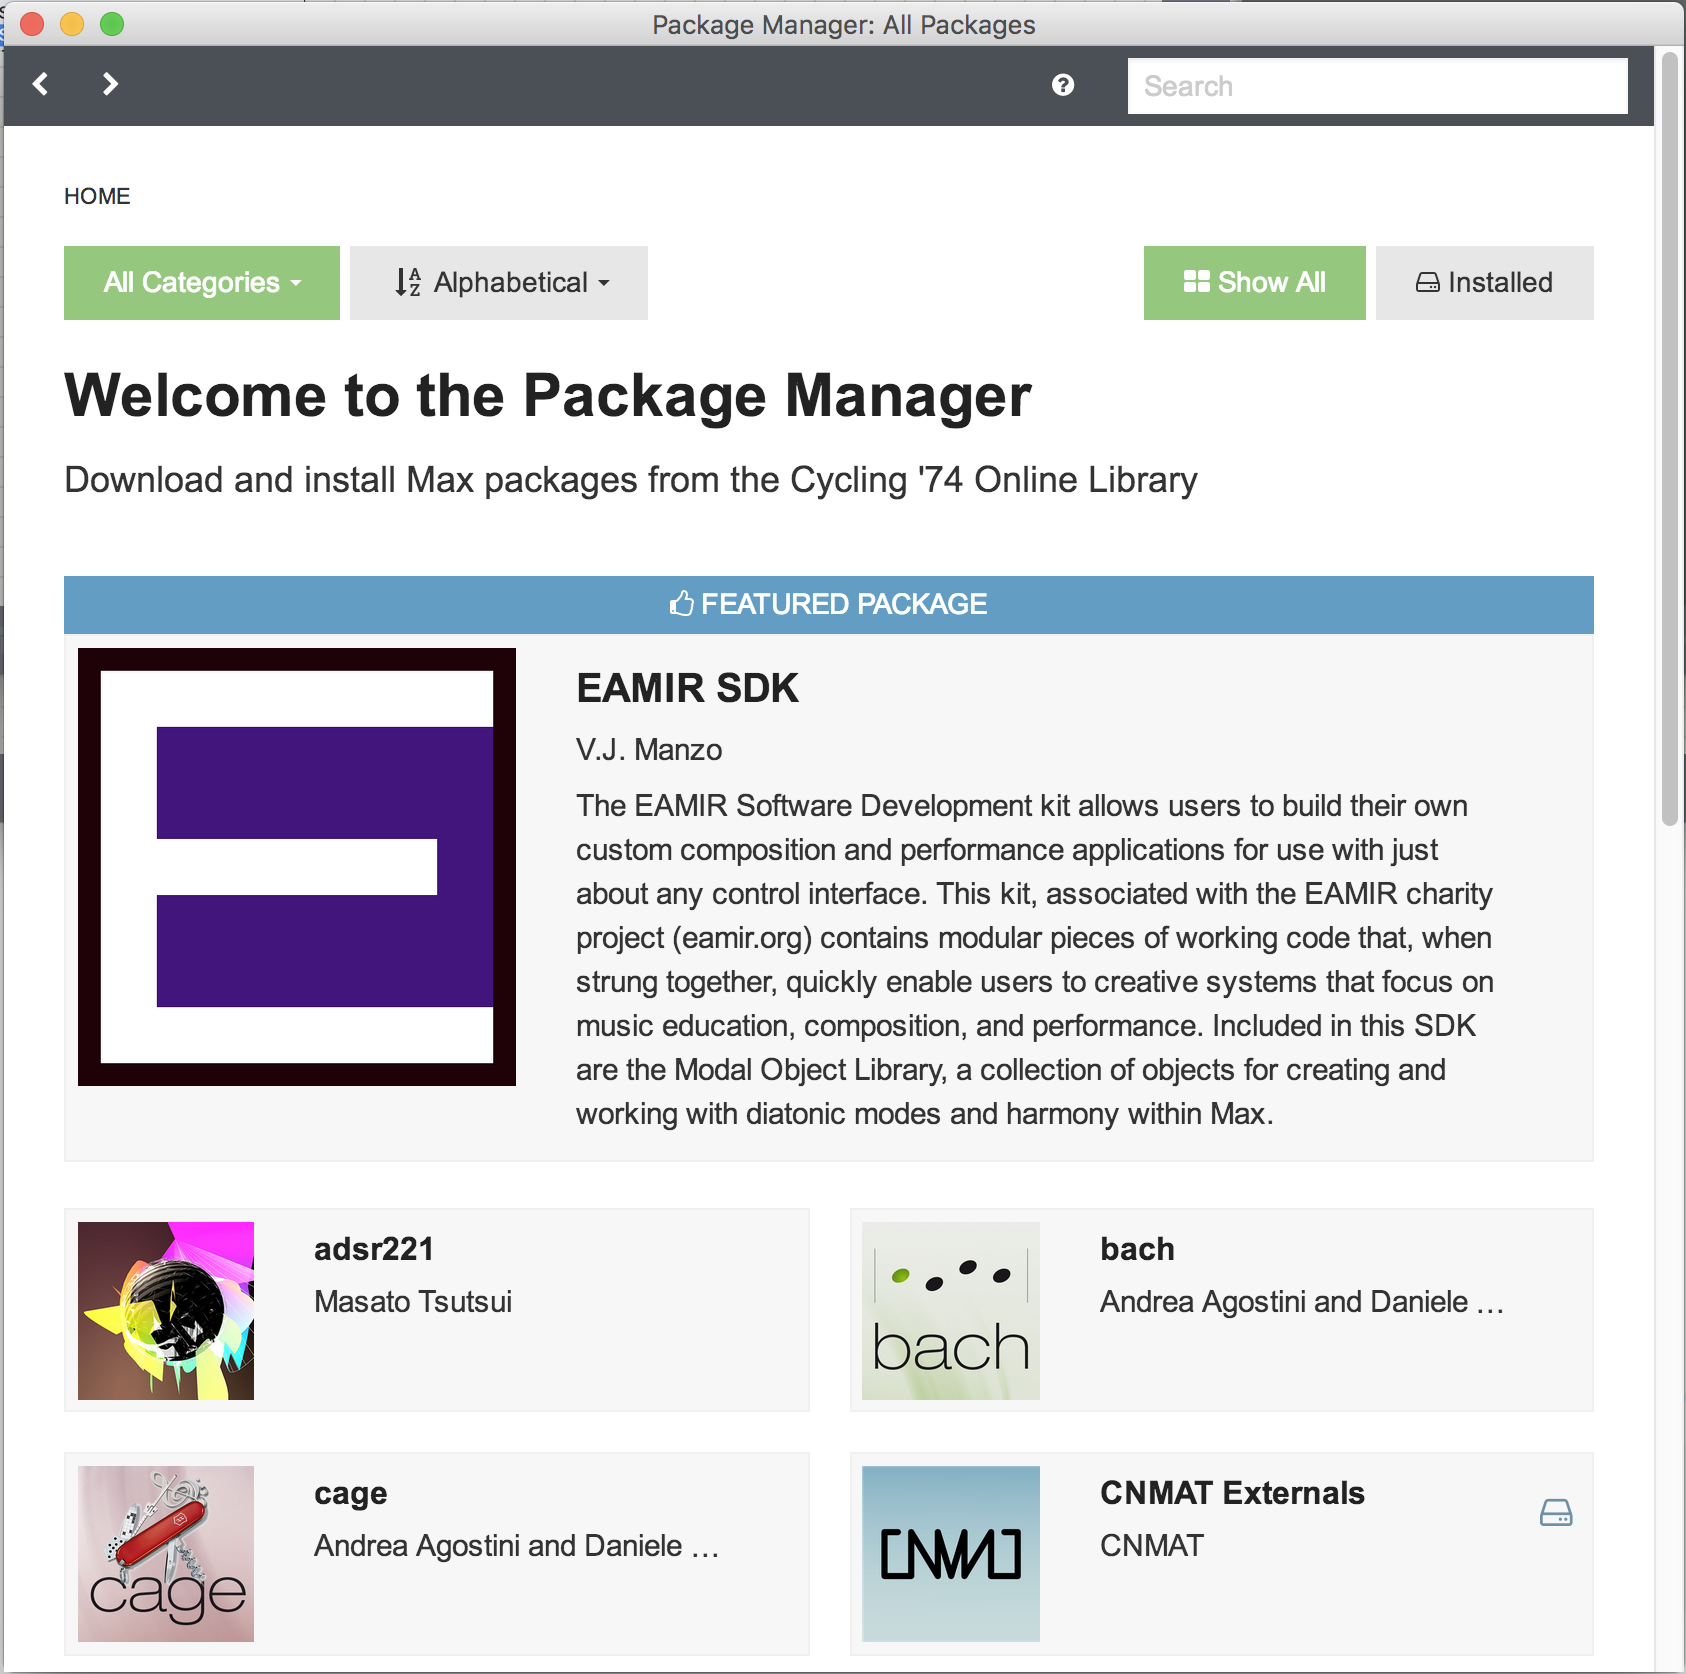 Package Manager: All Packages
Search
HOME
All Categories
Alphabetical
Show All
Installed
Welcome to the Package Manager
Download and install Max packages from the Cycling '74 Online Library
FEATURED PACKAGE
EAMIR SDK
V.J. Manzo
The EAMIR Software Development kit allows users to build their own
custom composition and performance applications for use with just
about any control interface. This kit, associated with the EAMIR charity
project (eamir.org) contains modular pieces of working code that, when
strung together, quickly enable users to creative systems that focus on
music education, composition, and performance. Included in this SDK
are the Modal Object Library, a collection of objects for creating and
working with diatonic modes and harmony within Max.
adsr221
Masato Tsutsui
bach
bach
Andrea Agostini and Daniele …
cage
cage
Andrea Agostini and Daniele …
CNMAT
CNMAT Externals
CNMAT